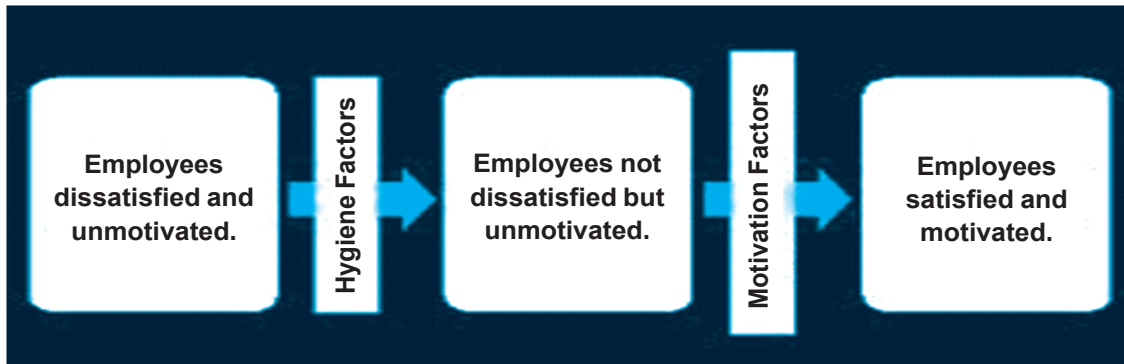 Employees
dissatisfied and
unmotivated.
Hygiene Factors
Employees not
dissatisfied but
unmotivated.
Motivation Factors
Employees
satisfied and
motivated.